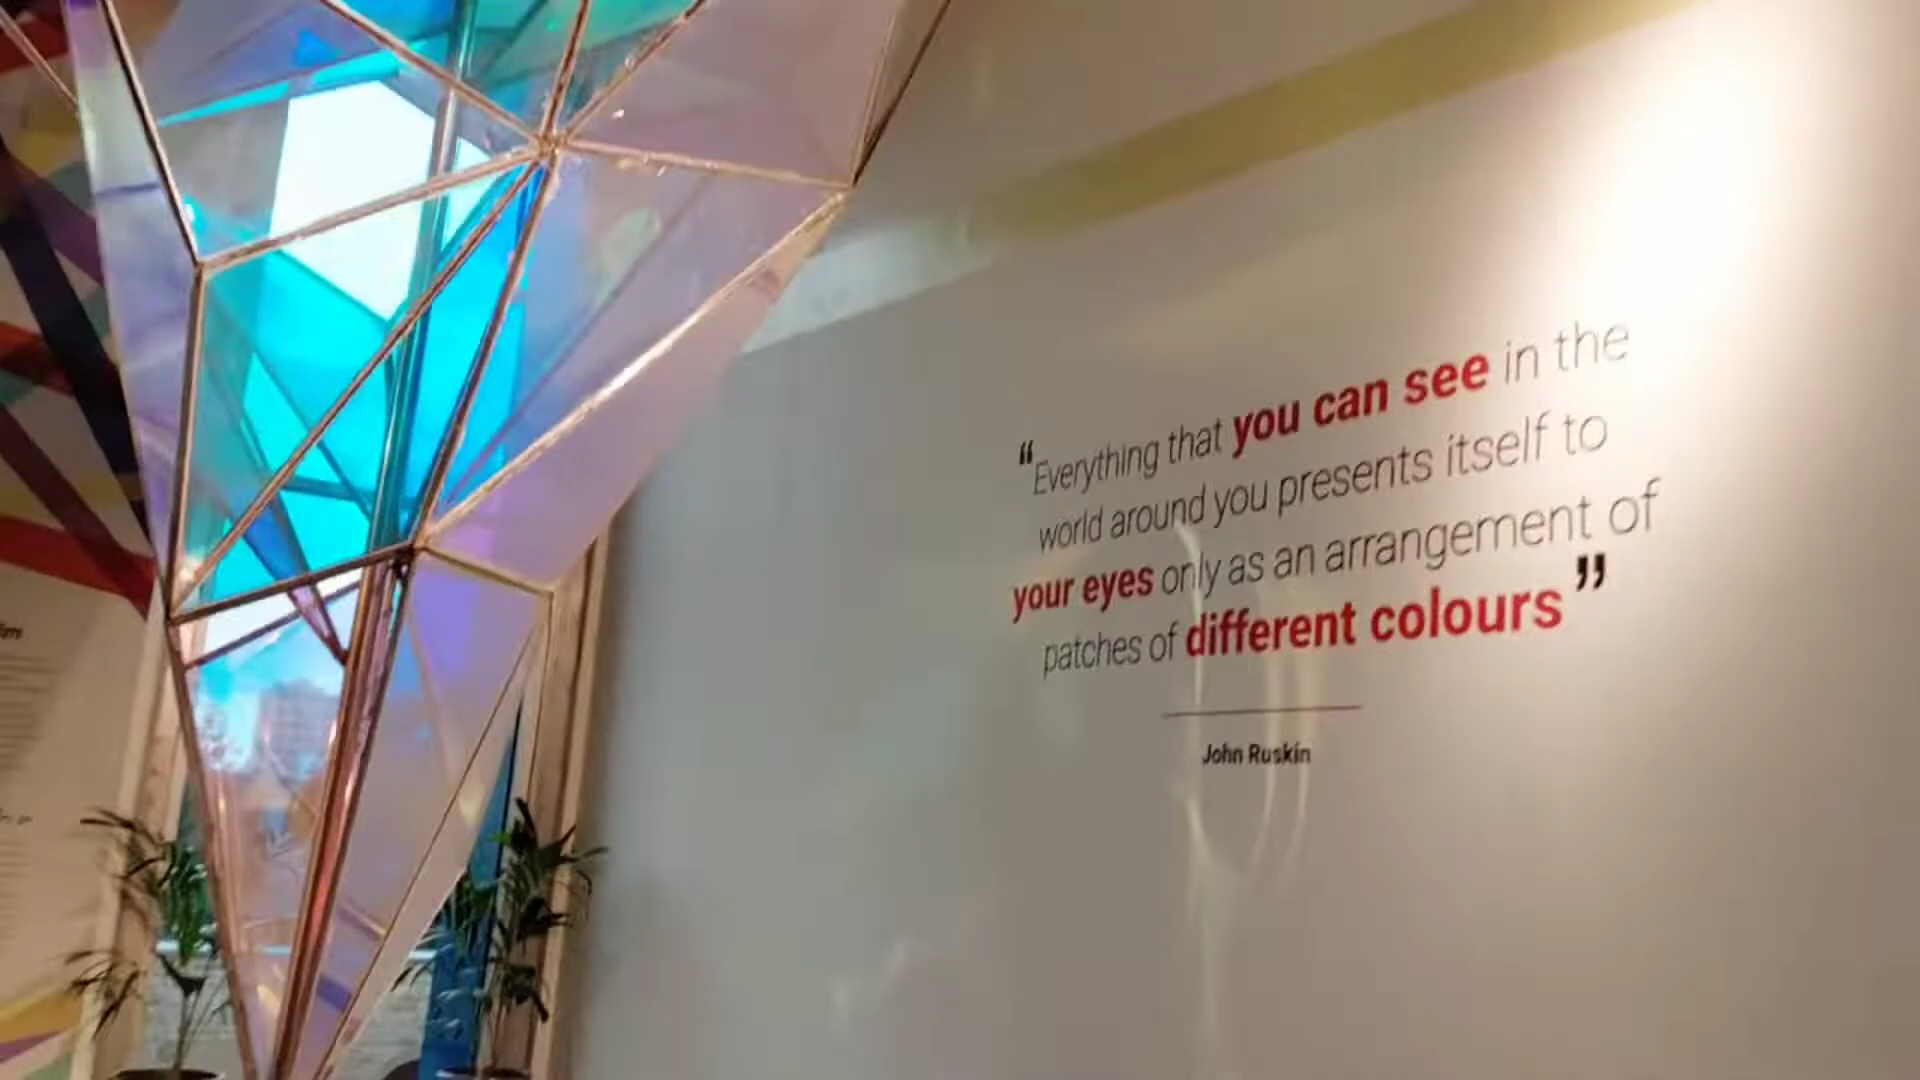 “Everything that you can see in the
world around you presents itself to
your eyes only as an arrangement of
patches of different colours”
John Ruskin